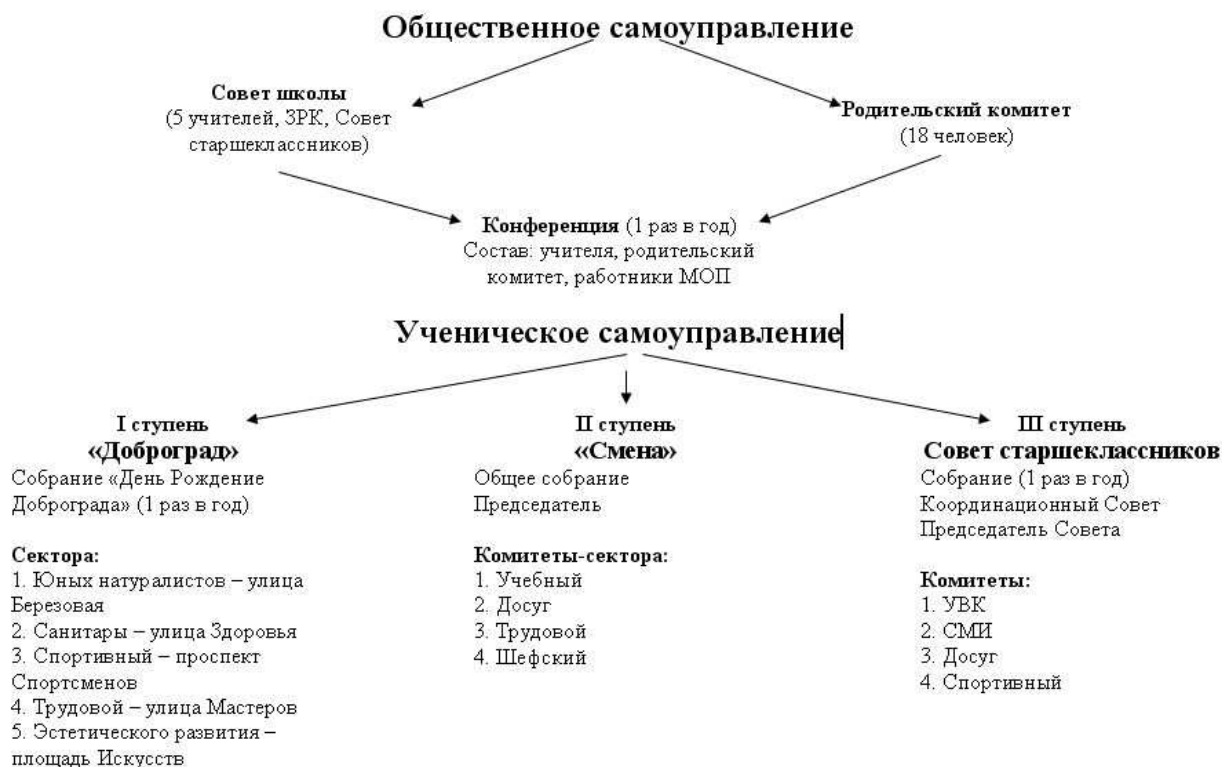 Общественное самоуправление
Совет школы
(5 учителей, ЗРК, Совет
старшеклассников)
Родительский комитет
(18 человек)
Конференция (1 раз в год)
Состав: учителя, родительский
комитет, работники МОП
Ученическое самоуправление
I ступень
«Доброград»
Собрание «День Рождение
Доброграда» (1 раз в год)
Сектора:
1. Юных натуралистов – улица
Березовая
2. Санитары – улица Здоровья
3. Спортивный – проспект
Спортсменов
4. Трудовой – улица Мастеров
5. Эстетического развития –
площадь Искусств
II ступень
«Смена»
Общее собрание
Председатель
Комитеты-сектора:
1. Учебный
2. Досуг
3. Трудовой
4. Шефский
III ступень
Совет старшеклассников
Собрание (1 раз в год)
Координационный Совет
Председатель Совета
Комитеты:
1. УВК
2. СМИ
3. Досуг
4. Спортивный